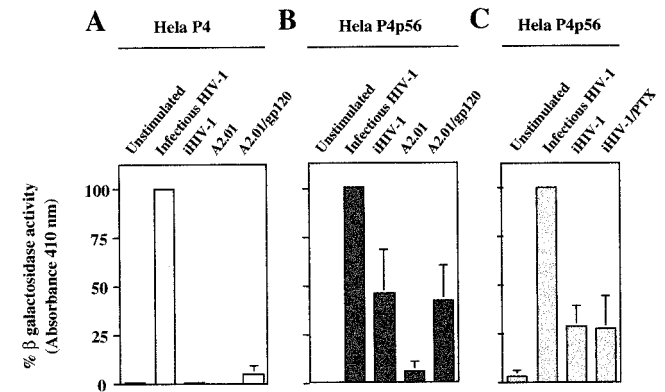 A
Hela P4
Unstimulated
Infectious HIV-1
iHIV-1
A2.01
A2.01/gp120
B
Hela P4p56
Unstimulated
Infectious HIV-1
iHIV-1
A2.01
A2.01/gp120
C
Hela P4p56
Unstimulated
Infectious HIV-1
iHIV-1
iHIV-1/PTX
% β galactosidase activity
(Absorbance 410 nm)
100
75
50
25
0